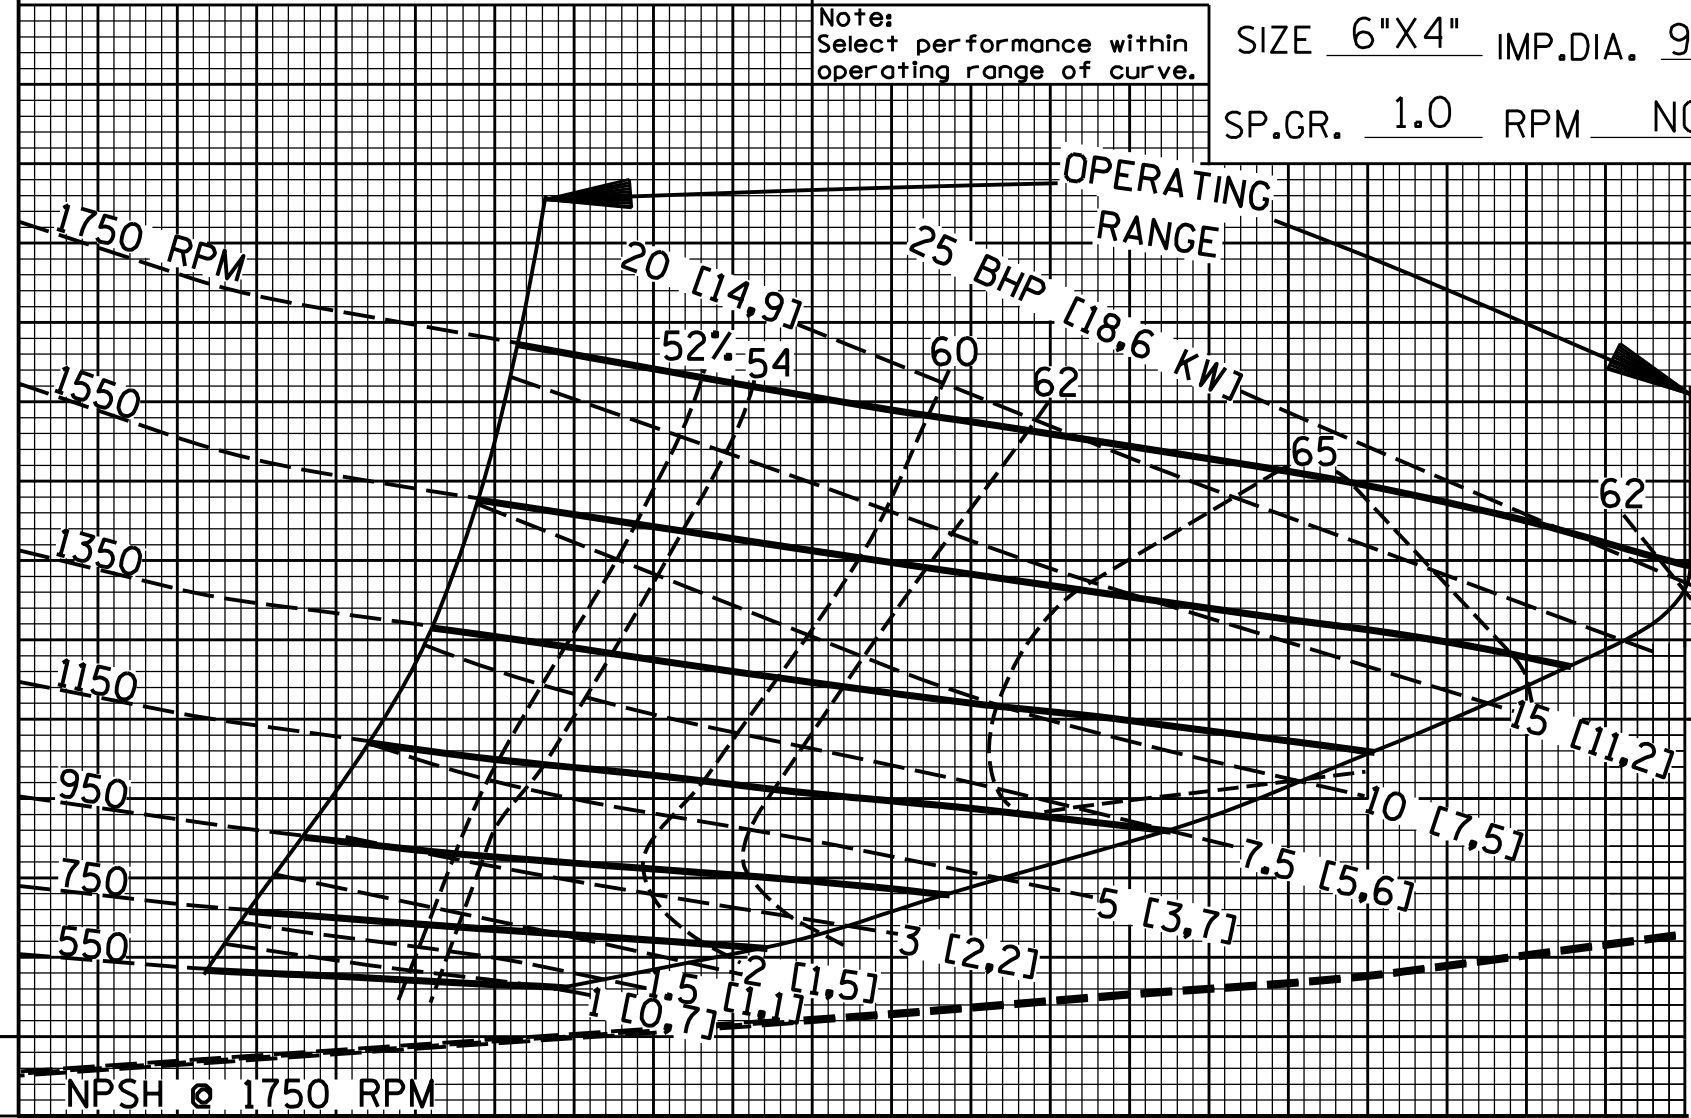 Note:
Select performance within
operating range of curve.
SIZE 6"X4" IMP.DIA. 9
SP.GR. 1.0 RPM
OPERATING
RANGE
1750 RPM
20 [14,9]
25 BHP [18,6 KW]
52% 54
60
62
65
62
1550
1350
1150
950
750
550
15 [11,2]
10 [7,5]
7.5 [5,6]
5 [3,7]
3 [2,2]
2 [1,5]
1.5 [1,1]
1 [0,7]
NPSH @ 1750 RPM